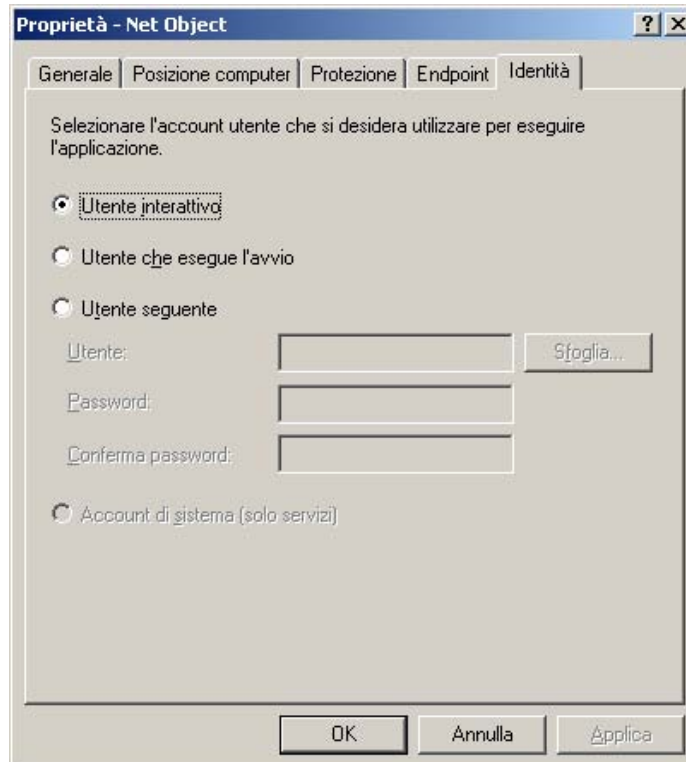 Proprietà - Net Object
Generale Posizione computer Protezione Endpoint Identità
Selezionare l'account utente che si desidera utilizzare per eseguire
l'applicazione.
Utente interattivo
Utente che esegue l'avvio
Utente seguente
Utente:
Sfoglia...
Password:
Conferma password:
Account di sistema (solo servizi)
OK Annulla Applica